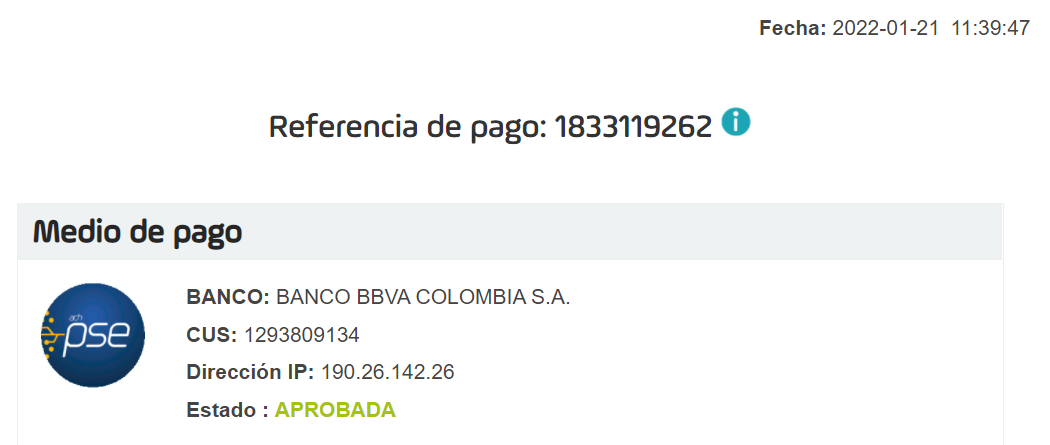 Fecha: 2022-01-21 11:39:47
Referencia de pago: 1833119262
Medio de pago
ach
pse
BANCO: BANCO BBVA COLOMBIA S.A.
CUS: 1293809134
Dirección IP: 190.26.142.26
Estado : APROBADA